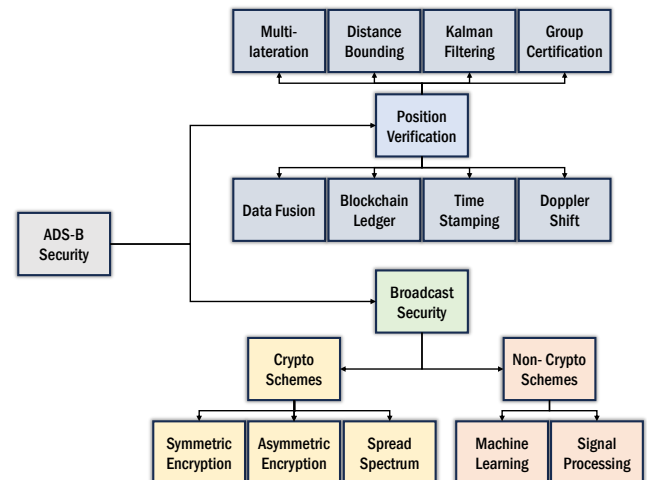 Multi-
lateration
Distance
Bounding
Kalman
Filtering
Group
Certification
Position
Verification
Data Fusion
Blockchain
Ledger
Time
Stamping
Doppler
Shift
ADS-B
Security
Broadcast
Security
Crypto
Schemes
Non- Crypto
Schemes
Symmetric
Encryption
Asymmetric
Encryption
Spread
Spectrum
Machine
Learning
Signal
Processing